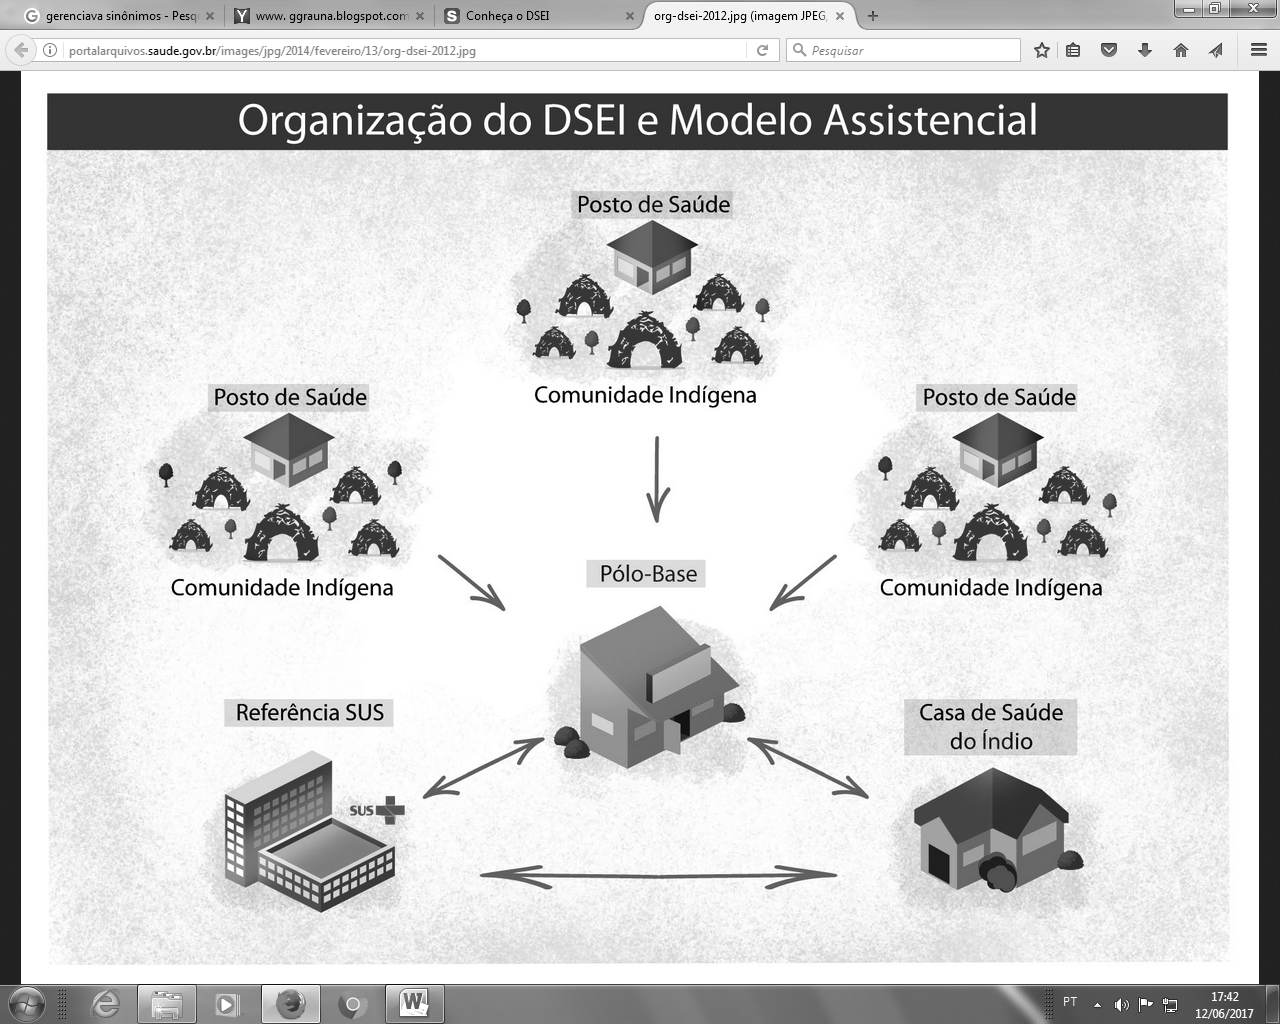 gerenciava sinônimos - Pesq
www. ggrauna.blogspot.com
Conheça o DSEI
org-dsei-2012.jpg (imagem JPEG,
portalarquivos.saude.gov.br/images/jpg/2014/fevereiro/13/org-dsei-2012.jpg
Pesquisar
Organização do DSEI e Modelo Assistencial
Posto de Saúde
Comunidade Indígena
Posto de Saúde
Comunidade Indígena
Posto de Saúde
Comunidade Indígena
Pólo-Base
Referência SUS
SUS
Casa de Saúde
do Índio
PT
17:42
12/06/2017